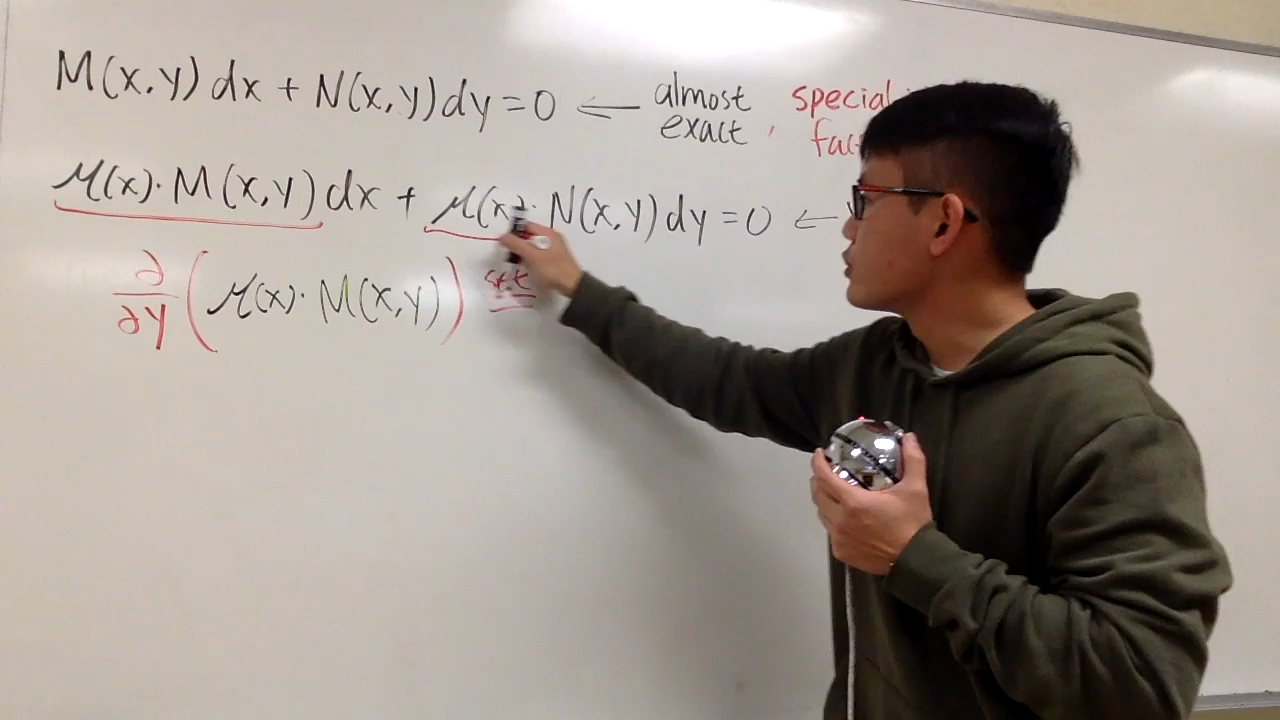 M(x,y) dx + N(x,y) dy = 0 ← almost exact, special
μ(x)· M(x,y) dx + μ(x)· N(x,y) dy = 0 ←
∂/∂y ( μ(x)· M(x,y) ) set =